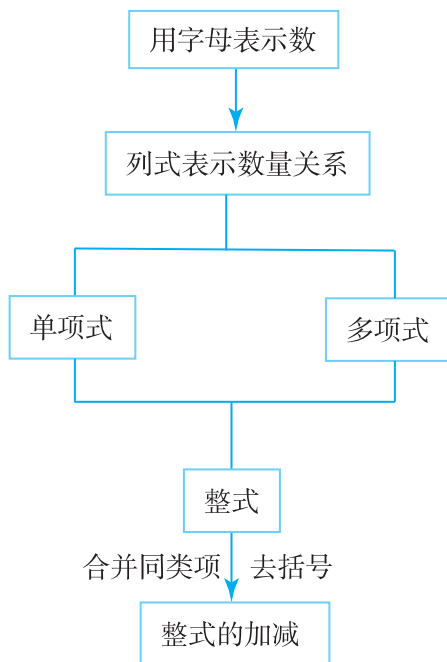 用字母表示数
列式表示数量关系
单项式
多项式
整式
合并同类项 去括号
整式的加减